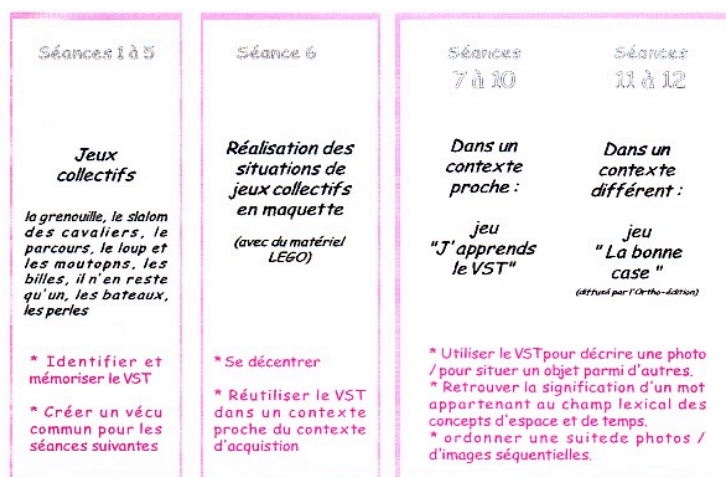 Séances 1 à 5
Jeux
collectifs
la grenouille, le slalom
des cavaliers, le
parcours, le loup et
les moutopns, les
billes, il n'en reste
qu'un, les bateaux,
les perles
* Identifier et
mémoriser le VST
* Créer un vécu
commun pour les
séances suivantes
Séance 6
Réalisation des
situations de
jeux collectifs
en maquette
(avec du matériel
LEGO)
* Se décentrer
* Réutiliser le VST
dans un contexte
proche du contexte
d'acquistion
Séances
7 à 10
Dans un
contexte
proche :
jeu
"J'apprends
le VST"
Séances
11 à 12
Dans un
contexte
différent :
jeu
" La bonne
case "
(diffusé par l'Ortho-édition)
* Utiliser le VSTpour décrire une photo
/ pour situer un objet parmi d'autres.
* Retrouver la signification d'un mot
appartenant au champ lexical des
concepts d'espace et de temps.
* ordonner une suitede photos /
d'images séquentielles.